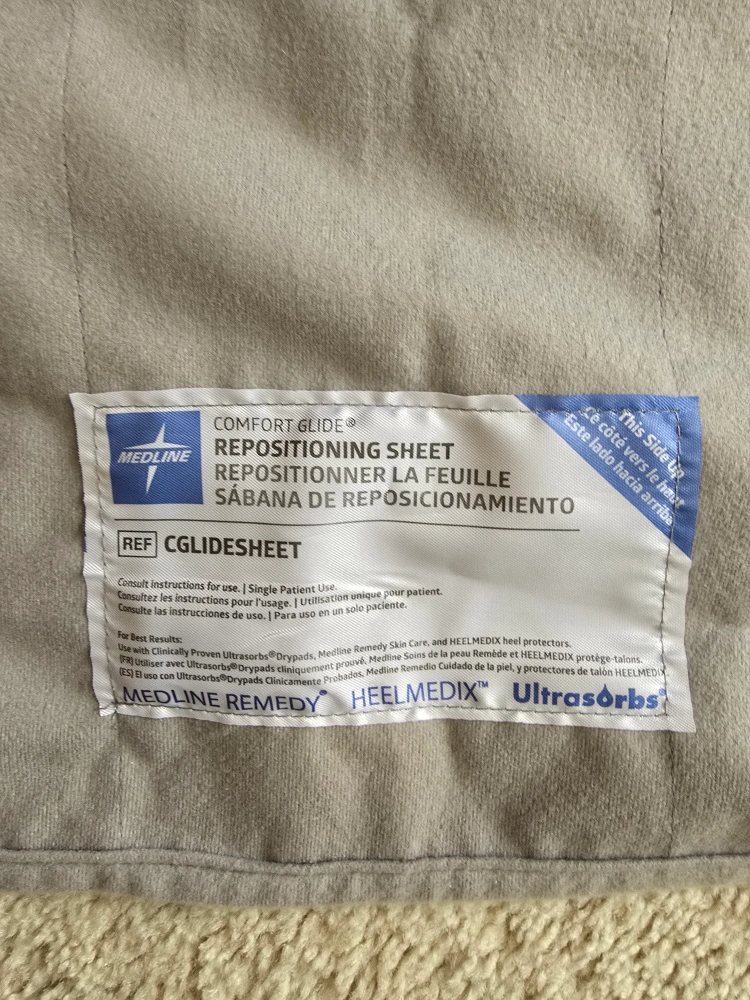 MEDLINE
COMFORT GLIDE®
REPOSITIONING SHEET
REPOSITIONNER LA FEUILLE
SÁBANA DE REPOSICIONAMIENTO
This Side Up
Ce côté vers le haut
Este lado hacia arriba
REF CGLIDESHEET
Consult instructions for use. | Single Patient Use.
Consultez les instructions pour l'usage. | Utilisation unique pour patient.
Consulte las instrucciones de uso. | Para uso en un solo paciente.
For Best Results:
Use with Clinically Proven Ultrasorbs®Drypads, Medline Remedy Skin Care, and HEELMEDIX heel protectors.
(FR) Utiliser avec Ultrasorbs®Drypads cliniquement prouvé, Medline Soins de la peau Remède et HEELMEDIX protège-talons.
(ES) El uso con Ultrasorbs®Drypads Clinicamente Probados, Medline Remedio Cuidado de la piel, y protectores de talón HEELMEDIX
MEDLINE REMEDY® HEELMEDIX™ Ultrasorbs®